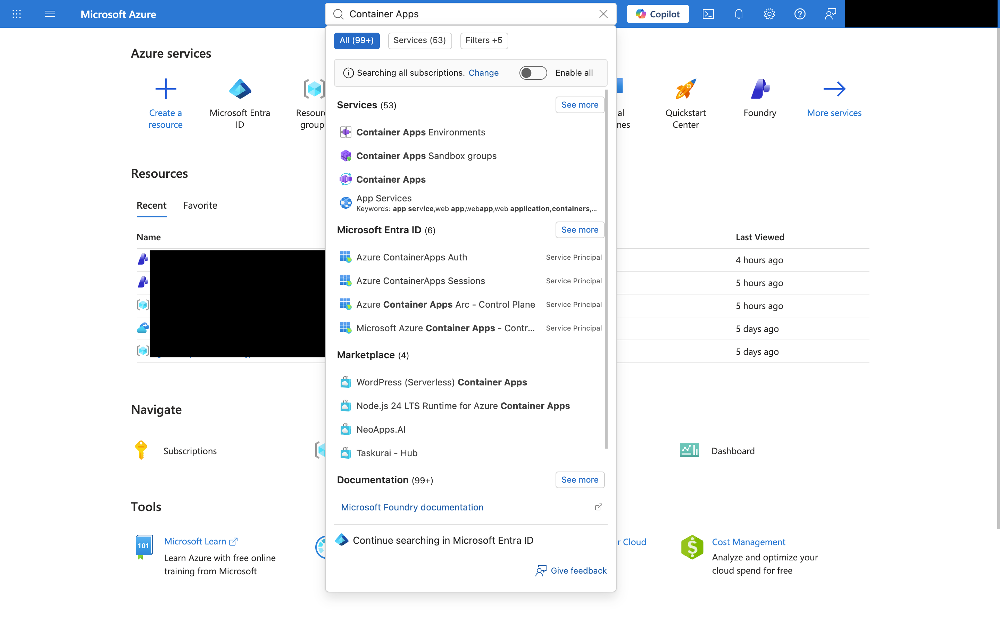 Microsoft Azure
Container Apps
Copilot
All (99+)
Services (53)
Filters +5
Searching all subscriptions. Change
Enable all
Azure services
Create a
resource
Microsoft Entra
ID
Resour
group
al
nes
Quickstart
Center
Foundry
More services
Services (53)
See more
Container Apps Environments
Container Apps Sandbox groups
Container Apps
App Services
Keywords: app service,web app,webapp,web application,containers,...
Microsoft Entra ID (6)
See more
Azure ContainerApps Auth
Service Principal
Azure ContainerApps Sessions
Service Principal
Azure Container Apps Arc - Control Plane
Service Principal
Microsoft Azure Container Apps - Contr...
Service Principal
Marketplace (4)
WordPress (Serverless) Container Apps
Node.js 24 LTS Runtime for Azure Container Apps
NeoApps.AI
Taskurai - Hub
Documentation (99+)
See more
Microsoft Foundry documentation
Continue searching in Microsoft Entra ID
Give feedback
Resources
Recent
Favorite
Name
Last Viewed
4 hours ago
5 hours ago
5 hours ago
5 days ago
5 days ago
Navigate
Subscriptions
Dashboard
Tools
101
Microsoft Learn
Learn Azure with free online
training from Microsoft
r Cloud
Cost Management
Analyze and optimize your
cloud spend for free